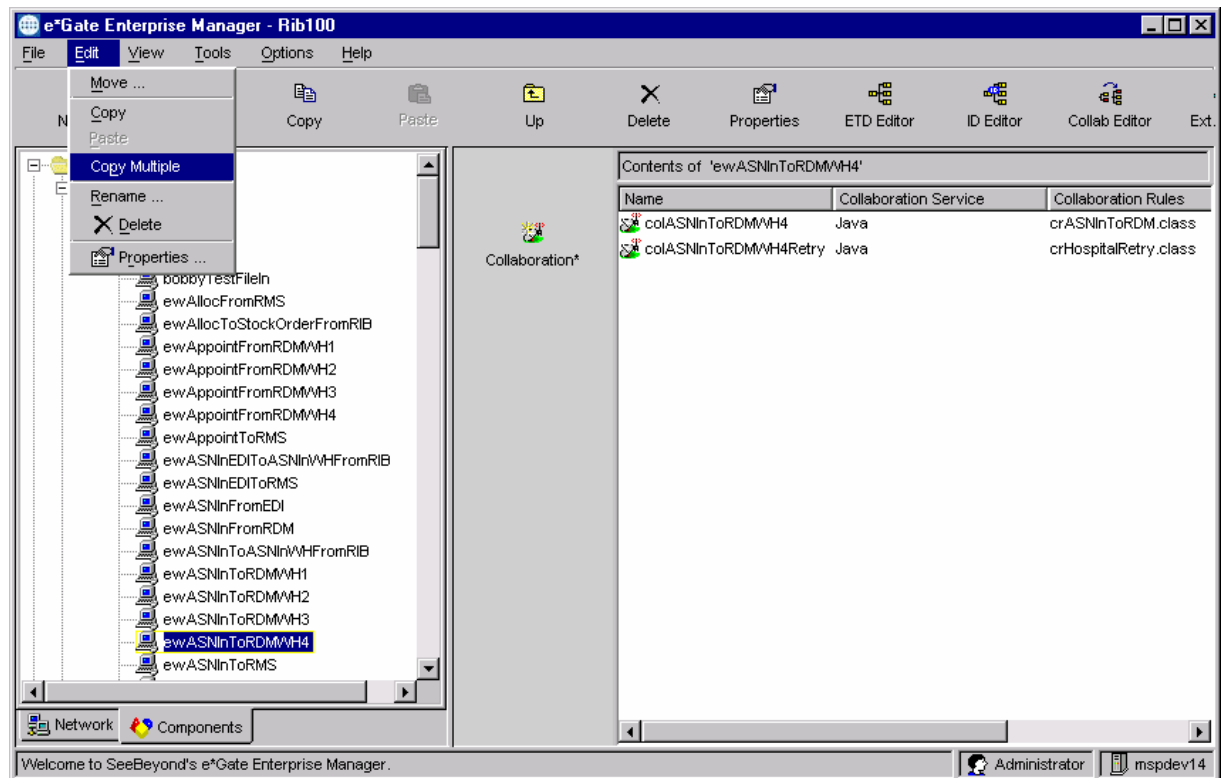 e*Gate Enterprise Manager - Rib100
File Edit View Tools Options Help
Move ...
Copy
Paste
Copy Multiple
Rename ...
Delete
Properties ...
N
Copy
Paste
Up
Delete
Properties
ETD Editor
ID Editor
Collab Editor
Ext.
bobbyTestFileIn
ewAllocFromRMS
ewAllocToStockOrderFromRIB
ewAppointFromRDMWH1
ewAppointFromRDMWH2
ewAppointFromRDMWH3
ewAppointFromRDMWH4
ewAppointToRMS
ewASNInEDIToASNInWHFromRIB
ewASNInEDIToRMS
ewASNInFromEDI
ewASNInFromRDM
ewASNInToASNInWHFromRIB
ewASNInToRDMWH1
ewASNInToRDMWH2
ewASNInToRDMWH3
ewASNInToRDMWH4
ewASNInToRMS
Network Components
Collaboration*
Contents of 'ewASNInToRDMWH4'
Name Collaboration Service Collaboration Rules
colASNInToRDMWH4 Java crASNInToRDM.class
colASNInToRDMWH4Retry Java crHospitalRetry.class
Welcome to SeeBeyond's e*Gate Enterprise Manager.
Administrator
mspdev14